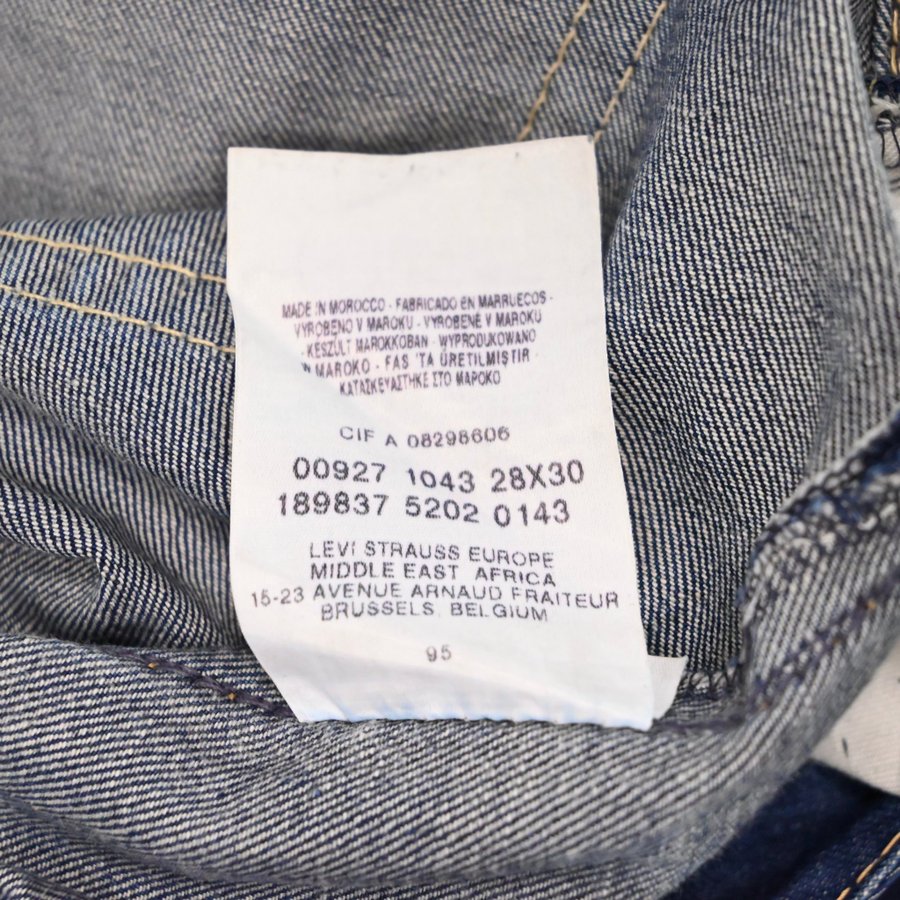 MADE IN MOROCCO - FABRICADO EN MARRUECOS -
VYROBENO V MAROKU - VYROBENÉ V MAROKU
- KESZÜLT MAROKKOBAN - WYPRODUKOWANO
W MAROKO - FAS 'TA ÜRETILMIŞTIR -
ΚΑΤΑΣΚΕΥΑΣΤΗΚΕ ΣΤΟ ΜΑΡΟΚΟ
CIF A 08298606
00927 1043 28X30
189837 5202 0143
LEVI STRAUSS EUROPE
MIDDLE EAST AFRICA
15-23 AVENUE ARNAUD FRAITEUR
BRUSSELS, BELGIUM
95